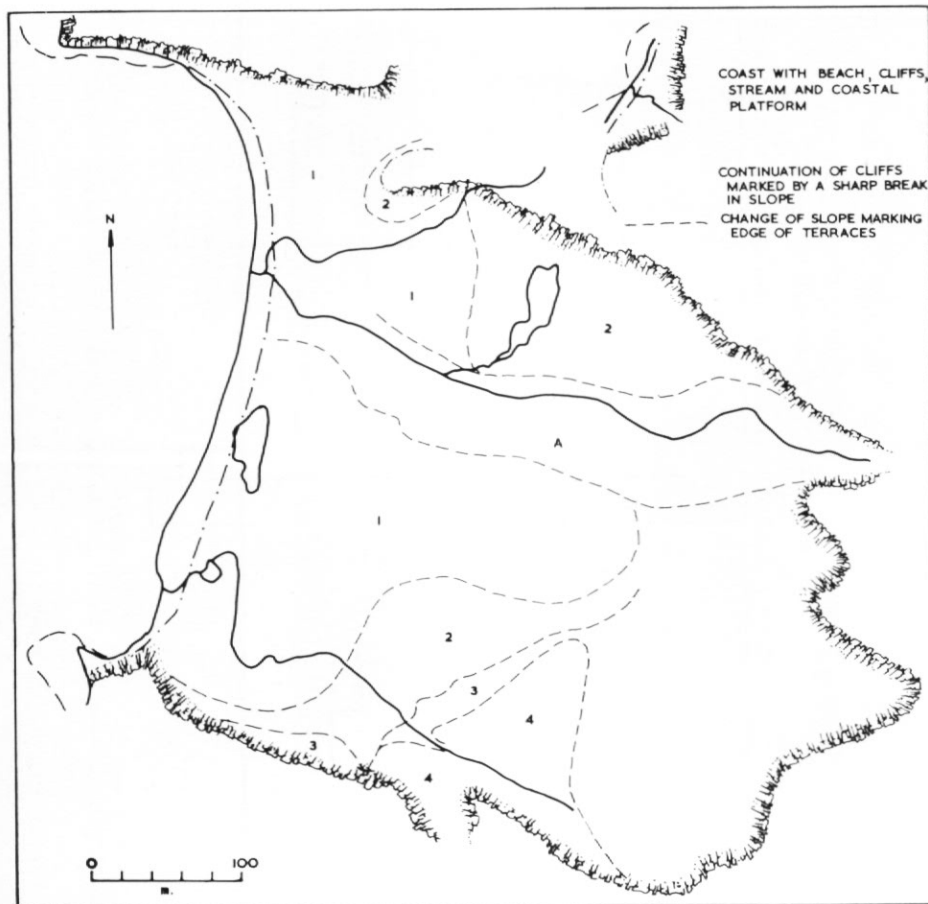 COAST WITH BEACH, CLIFFS,
STREAM AND COASTAL
PLATFORM
CONTINUATION OF CLIFFS
MARKED BY A SHARP BREAK
IN SLOPE
CHANGE OF SLOPE MARKING
EDGE OF TERRACES
N
1
2
1
2
A
1
2
3
4
3
4
0 100
m.